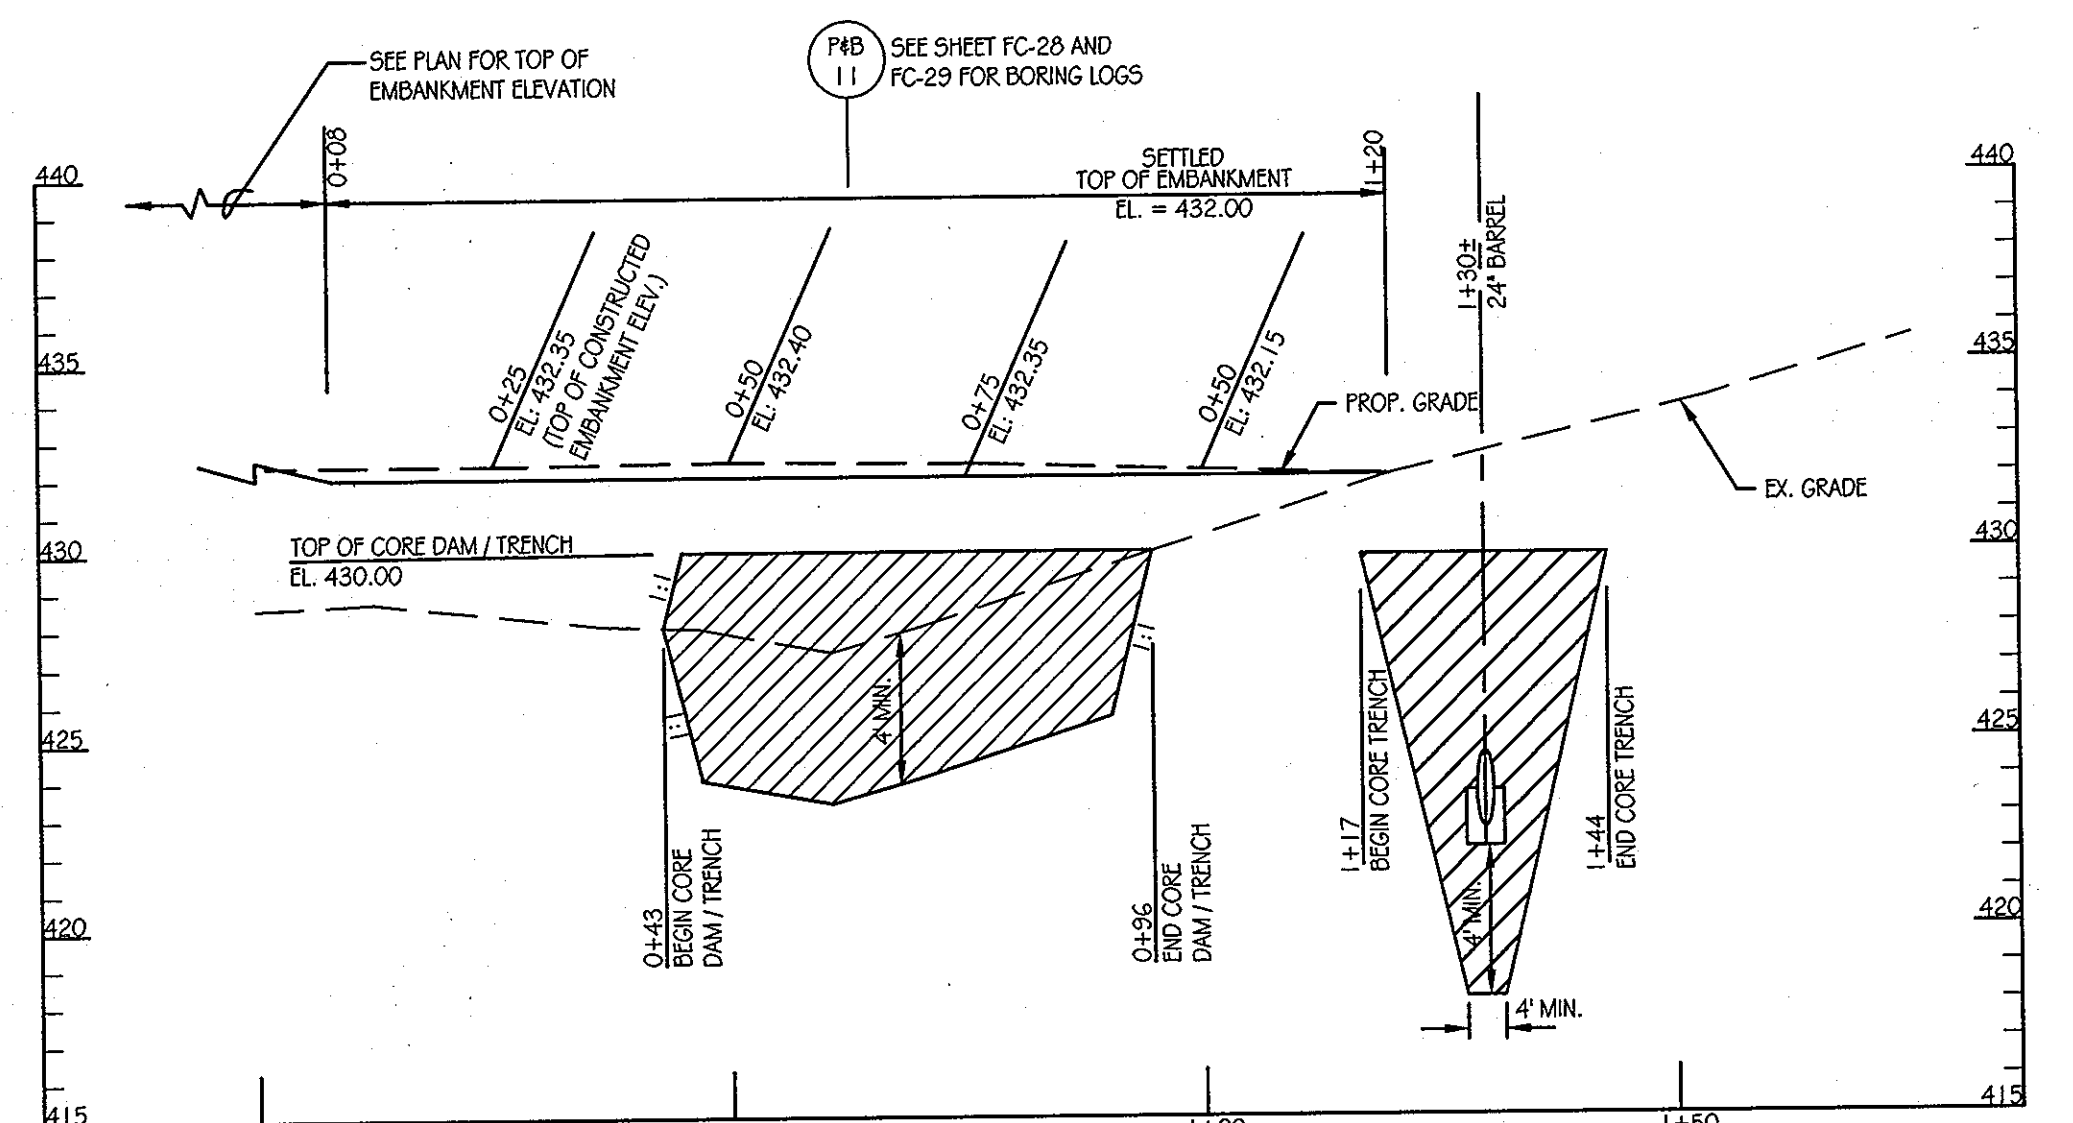 SEE PLAN FOR TOP OF
EMBANKMENT ELEVATION
P&B
11
SEE SHEET FC-28 AND
FC-29 FOR BORING LOGS
0+08
SETTLED
TOP OF EMBANKMENT
EL. = 432.00
1+20
1+30±
24" BARREL
440
440
0+25
EL: 432.35
(TOP OF CONSTRUCTED
EMBANKMENT ELEV.)
0+50
EL: 432.40
0+75
EL: 432.35
0+50
EL: 432.15
435
435
PROP. GRADE
EX. GRADE
430
430
TOP OF CORE DAM / TRENCH
EL. 430.00
1:1
1:1
1:1
4' MIN.
425
425
0+43
BEGIN CORE
DAM / TRENCH
0+96
END CORE
DAM / TRENCH
1+17
BEGIN CORE TRENCH
1+44
END CORE TRENCH
4' MIN.
4' MIN.
420
420
415
415
1+50